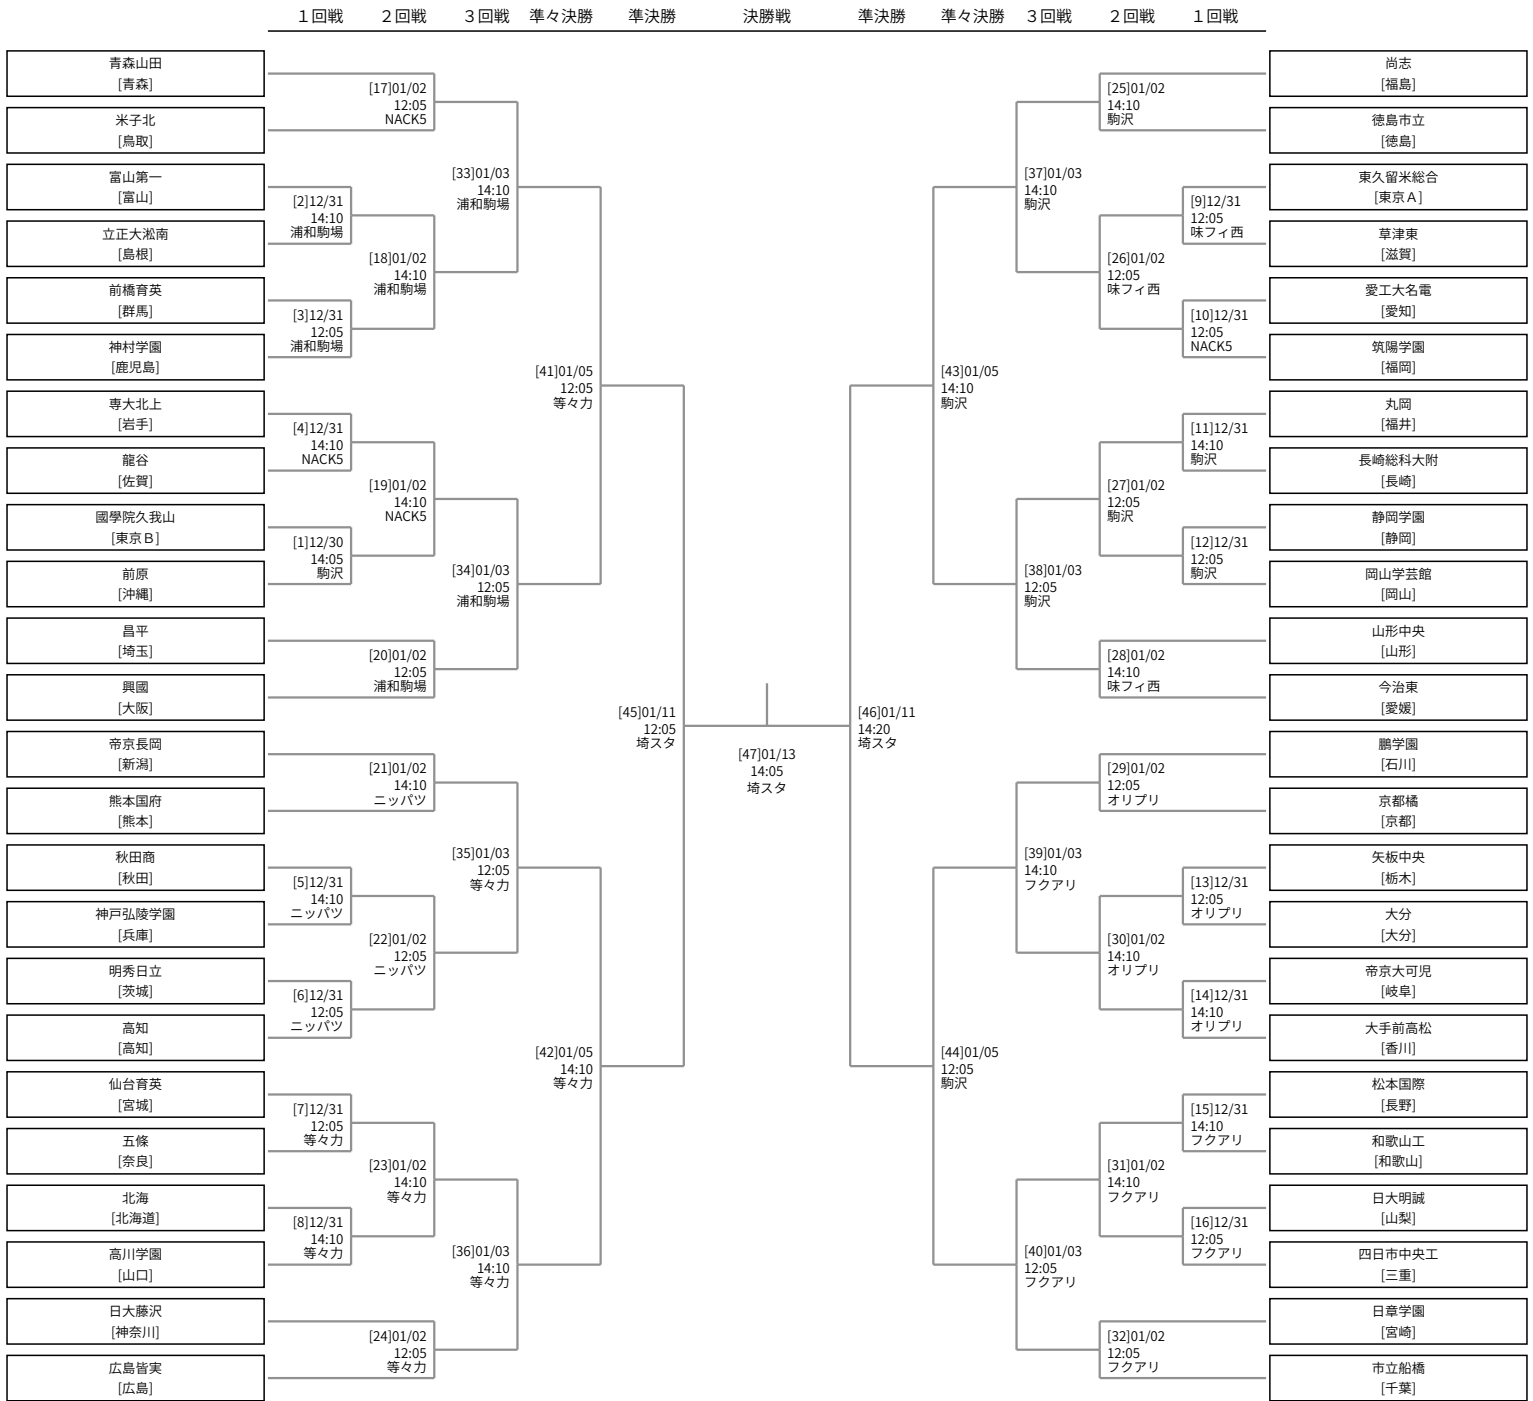 １回戦　２回戦　３回戦　準々決勝　準決勝　決勝戦　準決勝　準々決勝　３回戦　２回戦　１回戦
青森山田
[青森]
米子北
[鳥取]
富山第一
[富山]
立正大淞南
[島根]
前橋育英
[群馬]
神村学園
[鹿児島]
専大北上
[岩手]
龍谷
[佐賀]
國學院久我山
[東京Ｂ]
前原
[沖縄]
昌平
[埼玉]
興國
[大阪]
帝京長岡
[新潟]
熊本国府
[熊本]
秋田商
[秋田]
神戸弘陵学園
[兵庫]
明秀日立
[茨城]
高知
[高知]
仙台育英
[宮城]
五條
[奈良]
北海
[北海道]
高川学園
[山口]
日大藤沢
[神奈川]
広島皆実
[広島]
[2]12/31
14:10
浦和駒場
[3]12/31
12:05
浦和駒場
[4]12/31
14:10
NACK5
[1]12/30
14:05
駒沢
[5]12/31
14:10
ニッパツ
[6]12/31
12:05
ニッパツ
[7]12/31
12:05
等々力
[8]12/31
14:10
等々力
[17]01/02
12:05
NACK5
[18]01/02
14:10
浦和駒場
[19]01/02
14:10
NACK5
[20]01/02
12:05
浦和駒場
[21]01/02
14:10
ニッパツ
[22]01/02
12:05
ニッパツ
[23]01/02
14:10
等々力
[24]01/02
12:05
等々力
[33]01/03
14:10
浦和駒場
[34]01/03
12:05
浦和駒場
[35]01/03
12:05
等々力
[36]01/03
14:10
等々力
[41]01/05
12:05
等々力
[42]01/05
14:10
等々力
[45]01/11
12:05
埼スタ
[47]01/13
14:05
埼スタ
[46]01/11
14:20
埼スタ
[43]01/05
14:10
駒沢
[44]01/05
12:05
駒沢
[37]01/03
14:10
駒沢
[38]01/03
12:05
駒沢
[39]01/03
14:10
フクアリ
[40]01/03
12:05
フクアリ
[25]01/02
14:10
駒沢
[26]01/02
12:05
味フィ西
[27]01/02
12:05
駒沢
[28]01/02
14:10
味フィ西
[29]01/02
12:05
オリプリ
[30]01/02
14:10
オリプリ
[31]01/02
14:10
フクアリ
[32]01/02
12:05
フクアリ
[9]12/31
12:05
味フィ西
[10]12/31
12:05
NACK5
[11]12/31
14:10
駒沢
[12]12/31
12:05
駒沢
[13]12/31
12:05
オリプリ
[14]12/31
14:10
オリプリ
[15]12/31
14:10
フクアリ
[16]12/31
12:05
フクアリ
尚志
[福島]
徳島市立
[徳島]
東久留米総合
[東京Ａ]
草津東
[滋賀]
愛工大名電
[愛知]
筑陽学園
[福岡]
丸岡
[福井]
長崎総科大附
[長崎]
静岡学園
[静岡]
岡山学芸館
[岡山]
山形中央
[山形]
今治東
[愛媛]
鵬学園
[石川]
京都橘
[京都]
矢板中央
[栃木]
大分
[大分]
帝京大可児
[岐阜]
大手前高松
[香川]
松本国際
[長野]
和歌山工
[和歌山]
日大明誠
[山梨]
四日市中央工
[三重]
日章学園
[宮崎]
市立船橋
[千葉]